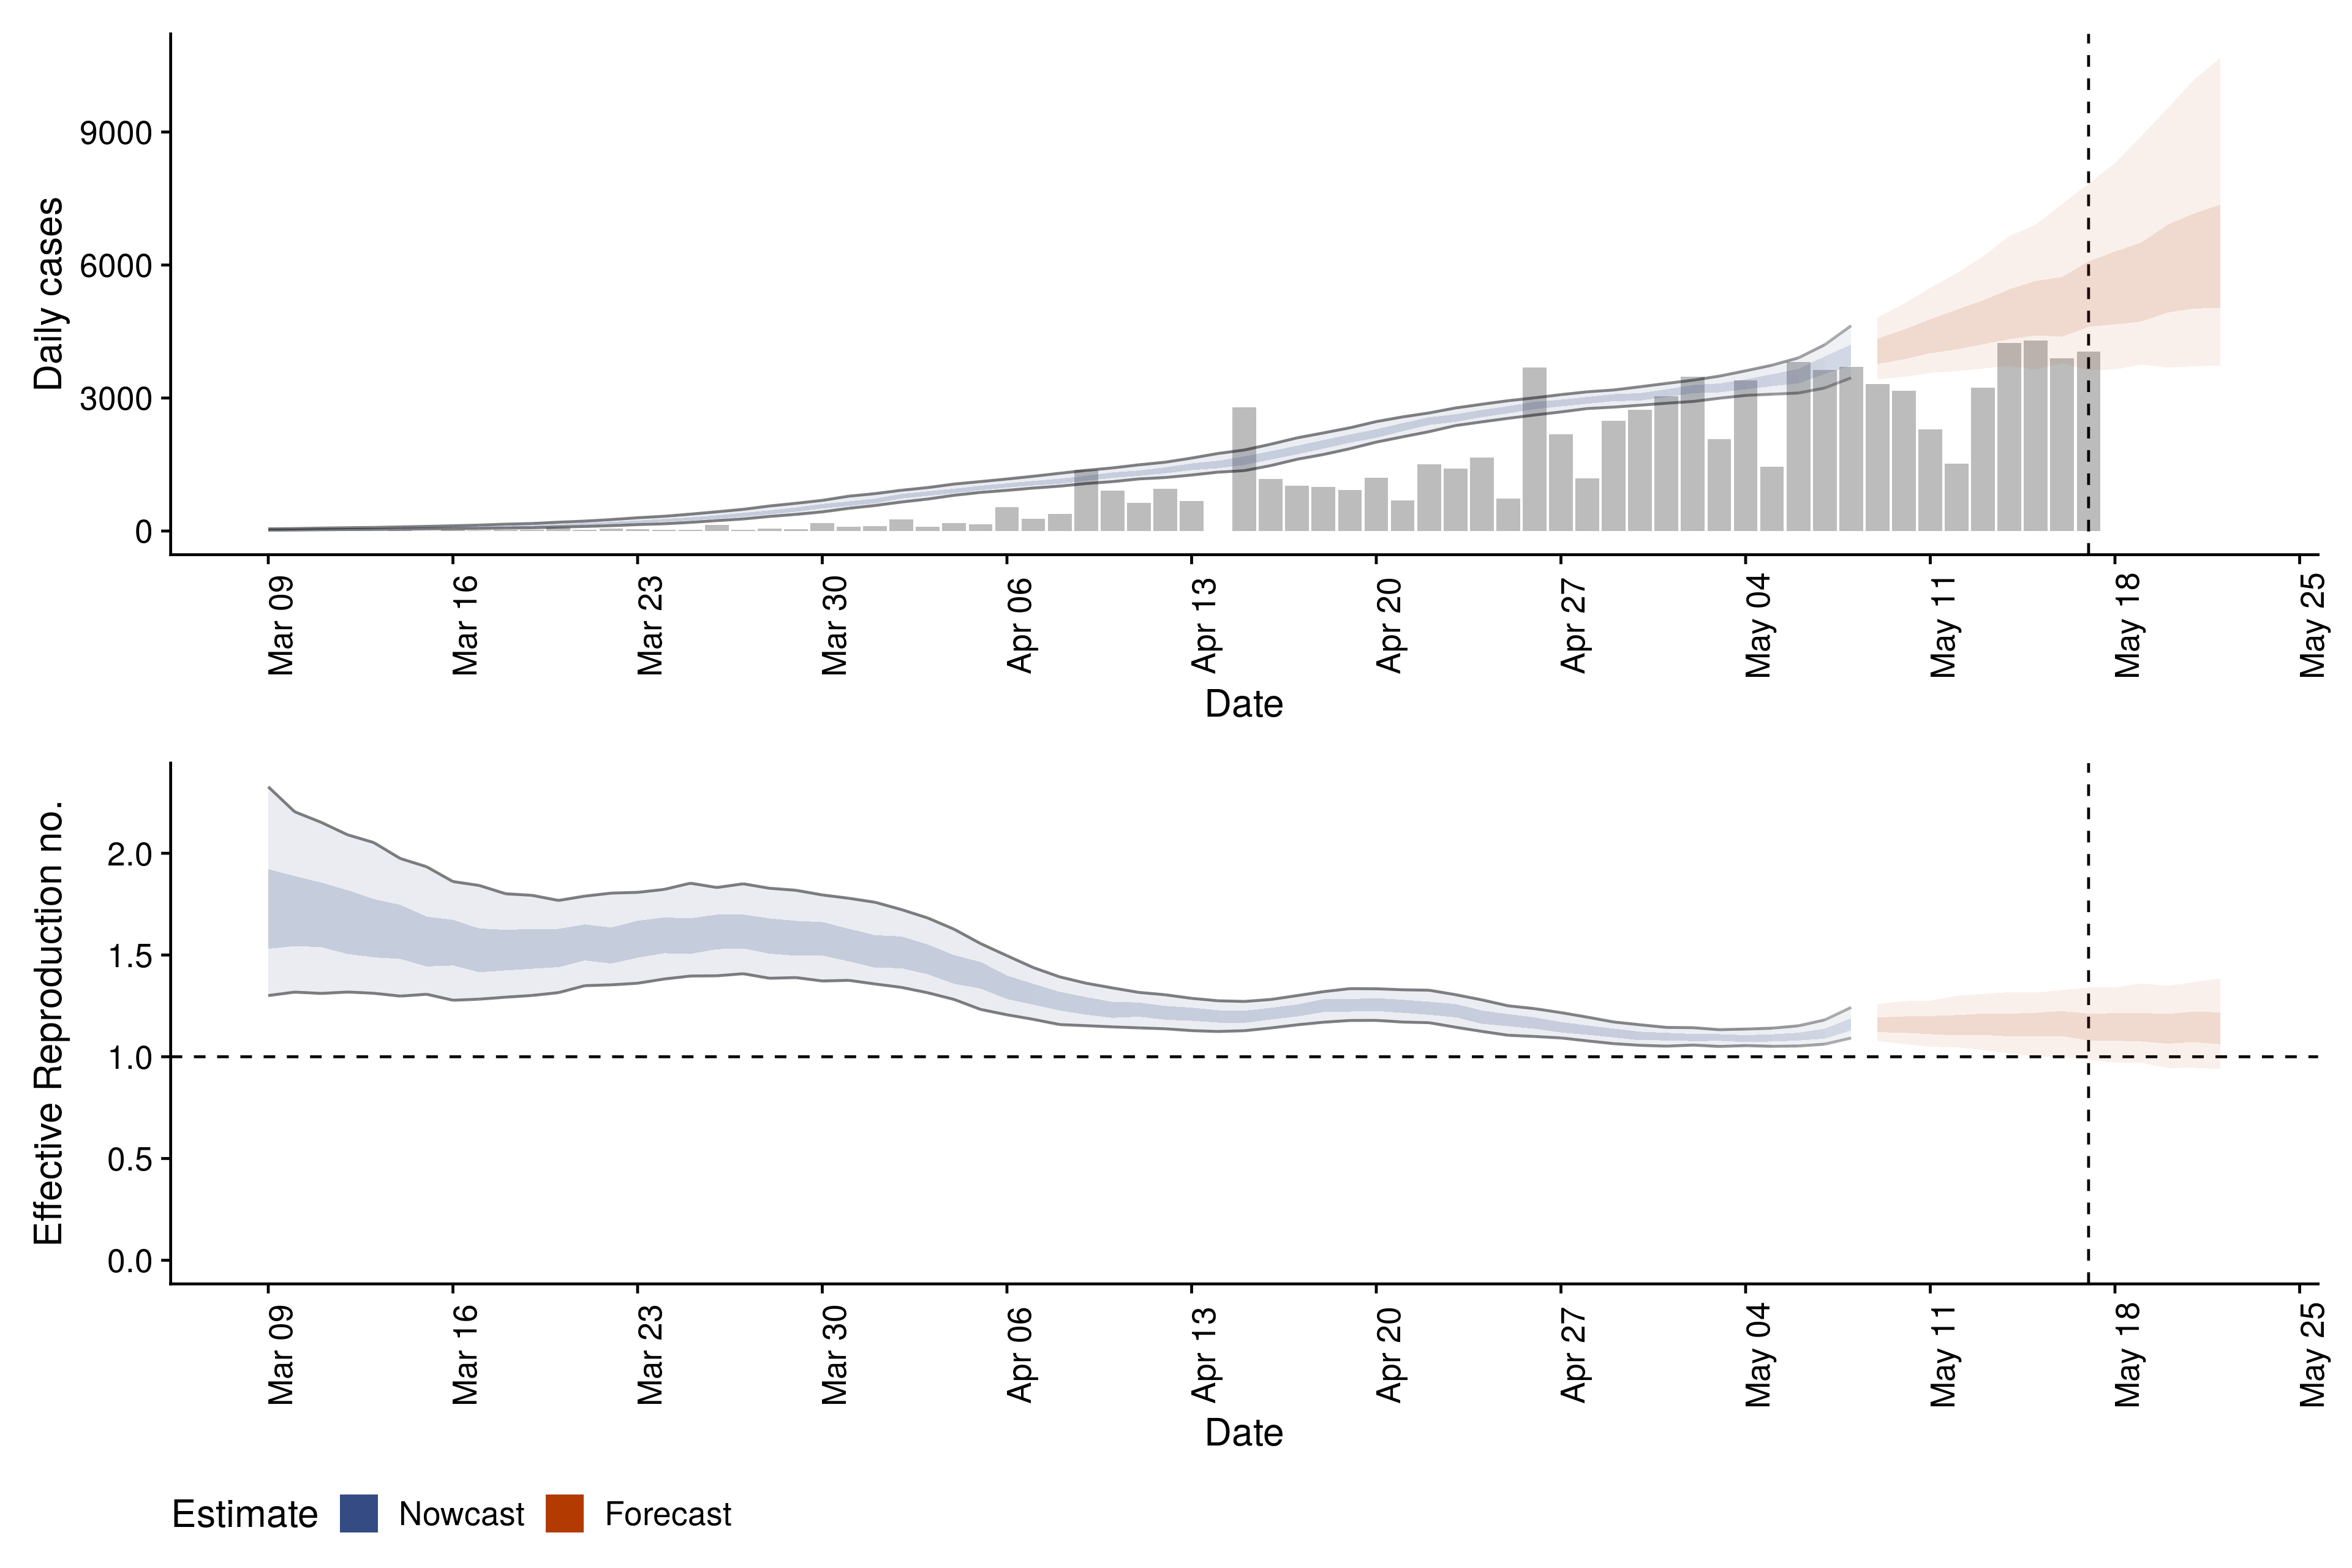 Daily cases
9000
6000
3000
0
Mar 09
Mar 16
Mar 23
Mar 30
Apr 06
Apr 13
Apr 20
Apr 27
May 04
May 11
May 18
May 25
Date
Effective Reproduction no.
2.0
1.5
1.0
0.5
0.0
Mar 09
Mar 16
Mar 23
Mar 30
Apr 06
Apr 13
Apr 20
Apr 27
May 04
May 11
May 18
May 25
Date
Estimate Nowcast Forecast